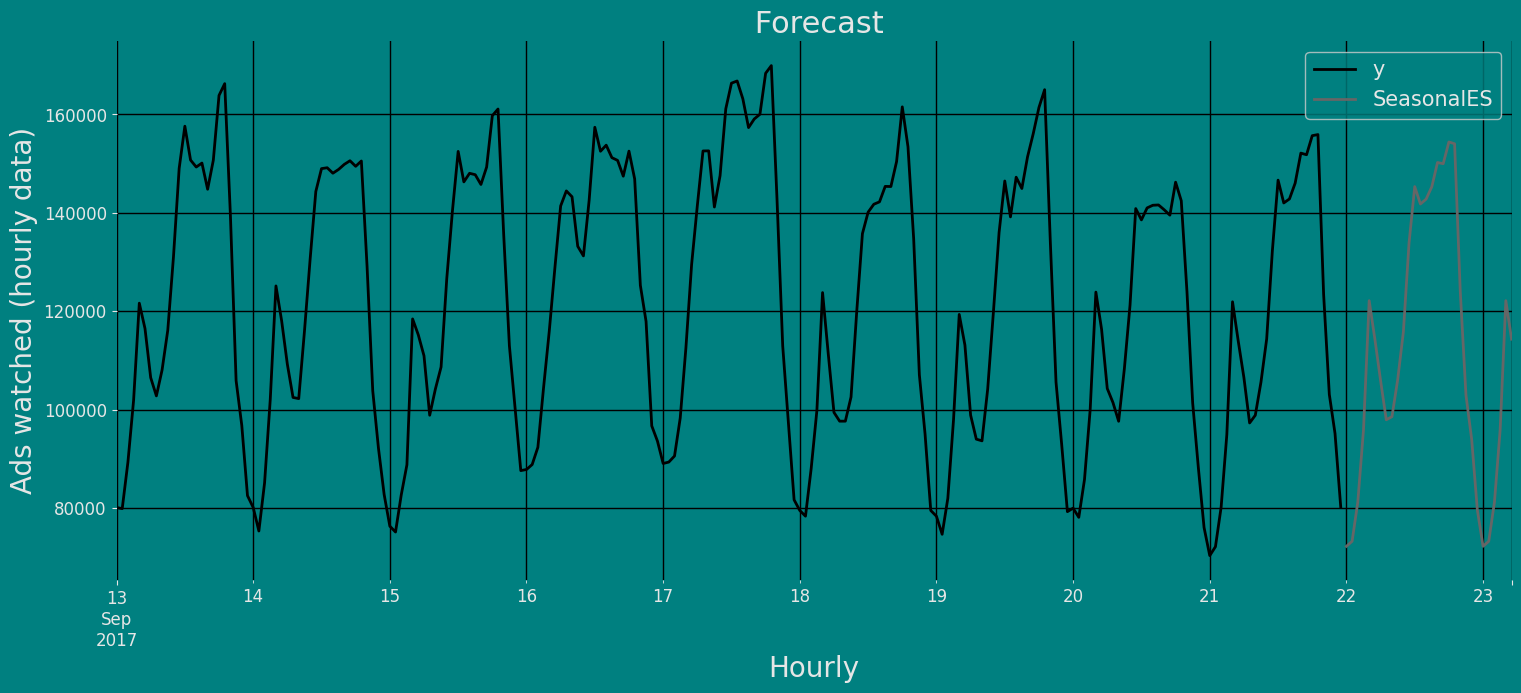 Forecast
y
SeasonalES
Ads watched (hourly data)
160000
140000
120000
100000
80000
13
Sep
2017
14
15
16
17
18
19
20
21
22
23
Hourly